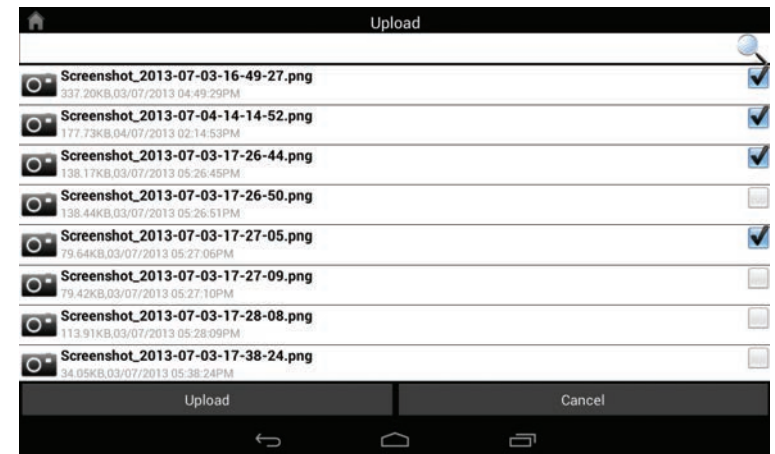 Upload
Screenshot_2013-07-03-16-49-27.png
337.20KB,03/07/2013 04:49:29PM
Screenshot_2013-07-04-14-14-52.png
177.73KB,04/07/2013 02:14:53PM
Screenshot_2013-07-03-17-26-44.png
138.17KB,03/07/2013 05:26:45PM
Screenshot_2013-07-03-17-26-50.png
138.44KB,03/07/2013 05:26:51PM
Screenshot_2013-07-03-17-27-05.png
79.64KB,03/07/2013 05:27:06PM
Screenshot_2013-07-03-17-27-09.png
79.42KB,03/07/2013 05:27:10PM
Screenshot_2013-07-03-17-28-08.png
113.91KB,03/07/2013 05:28:09PM
Screenshot_2013-07-03-17-38-24.png
34.05KB,03/07/2013 05:38:24PM
Upload Cancel